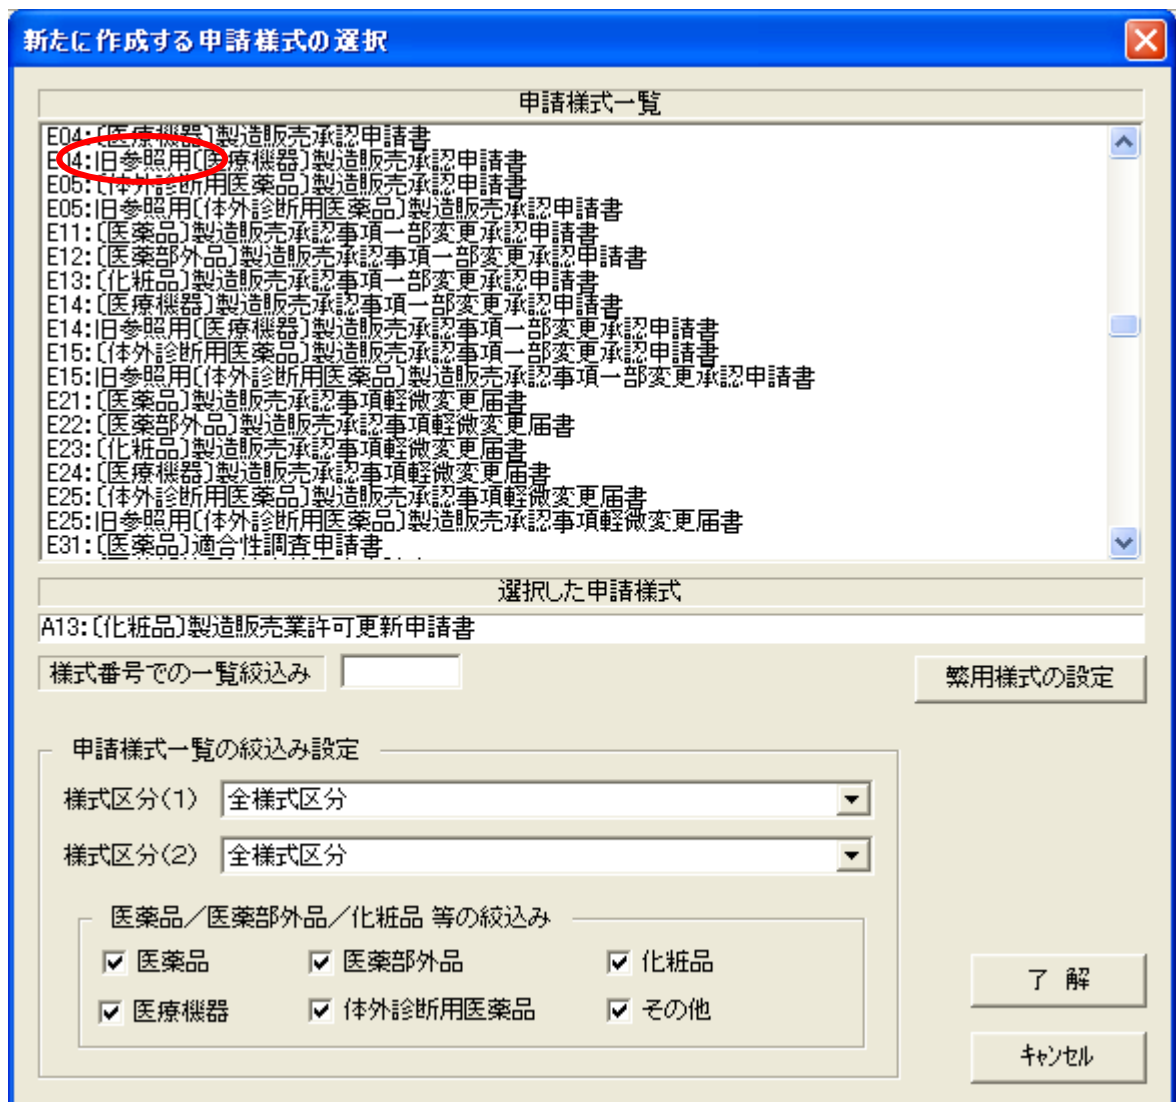 新たに作成する申請様式の選択
申請様式一覧
E04:〔医療機器〕製造販売承認申請書
E04:旧参照用〔医療機器〕製造販売承認申請書
E05:〔体外診断用医薬品〕製造販売承認申請書
E05:旧参照用〔体外診断用医薬品〕製造販売承認申請書
E11:〔医薬品〕製造販売承認事項一部変更承認申請書
E12:〔医薬部外品〕製造販売承認事項一部変更承認申請書
E13:〔化粧品〕製造販売承認事項一部変更承認申請書
E14:〔医療機器〕製造販売承認事項一部変更承認申請書
E14:旧参照用〔医療機器〕製造販売承認事項一部変更承認申請書
E15:〔体外診断用医薬品〕製造販売承認事項一部変更承認申請書
E15:旧参照用〔体外診断用医薬品〕製造販売承認事項一部変更承認申請書
E21:〔医薬品〕製造販売承認事項軽微変更届書
E22:〔医薬部外品〕製造販売承認事項軽微変更届書
E23:〔化粧品〕製造販売承認事項軽微変更届書
E24:〔医療機器〕製造販売承認事項軽微変更届書
E25:〔体外診断用医薬品〕製造販売承認事項軽微変更届書
E25:旧参照用〔体外診断用医薬品〕製造販売承認事項軽微変更届書
E31:〔医薬品〕適合性調査申請書
選択した申請様式
A13:〔化粧品〕製造販売業許可更新申請書
様式番号での一覧絞込み
繁用様式の設定
申請様式一覧の絞込み設定
様式区分(1) 全様式区分
様式区分(2) 全様式区分
医薬品/医薬部外品/化粧品 等の絞込み
医薬品 医薬部外品 化粧品
医療機器 体外診断用医薬品 その他
了 解
キャンセル